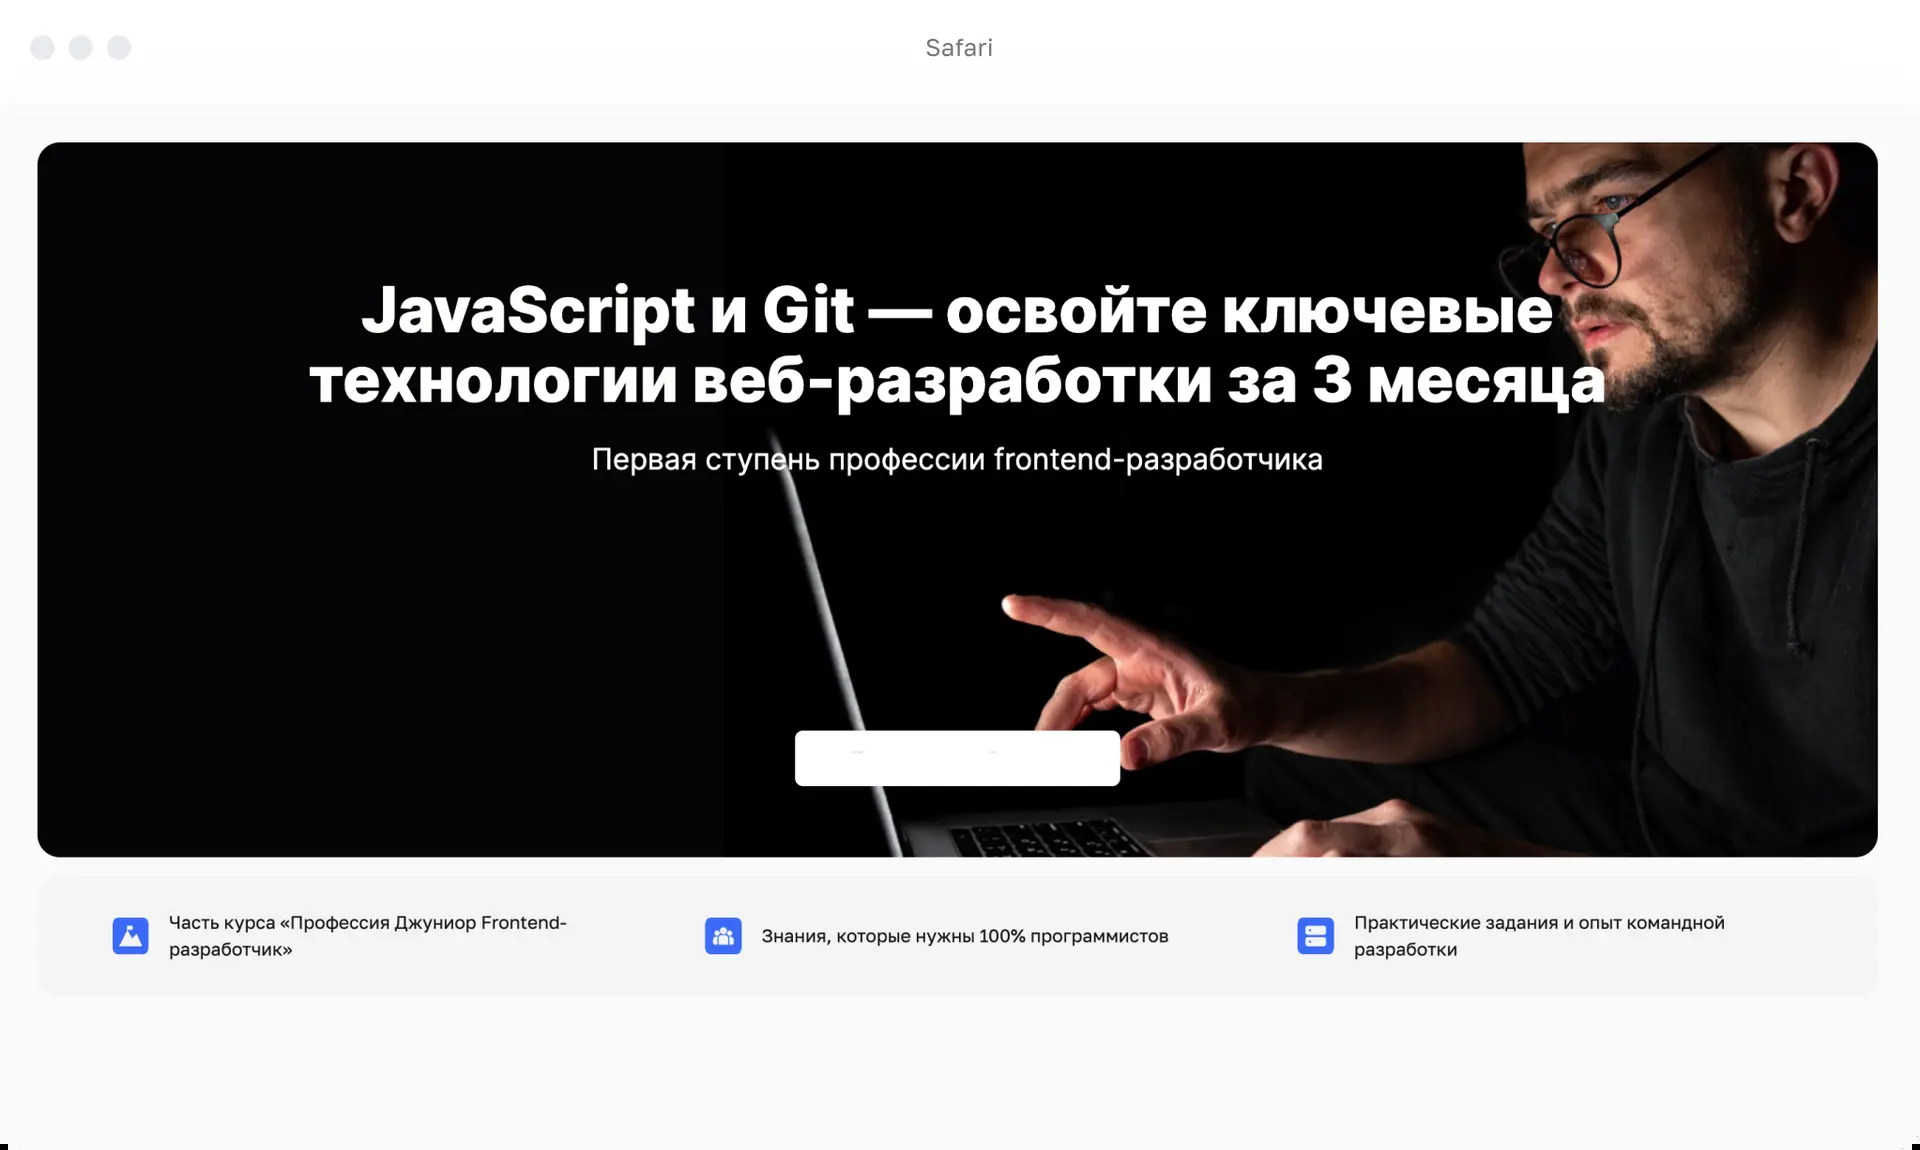 Safari
JavaScript и Git — освойте ключевые
технологии веб-разработки за 3 месяца
Первая ступень профессии frontend-разработчика
Часть курса «Профессия Джуниор Frontend-
разработчик»
Знания, которые нужны 100% программистов
Практические задания и опыт командной
разработки